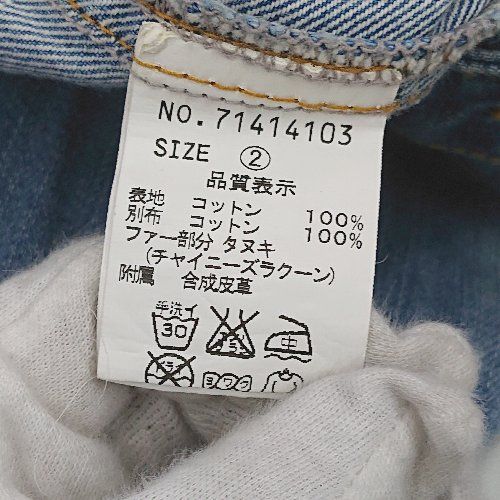 NO. 71414103
SIZE ②
品質表示
表地 コットン 100%
別布 コットン 100%
ファー部分 タヌキ
(チャイニーズラクーン)
附属 合成皮革
手洗イ
30